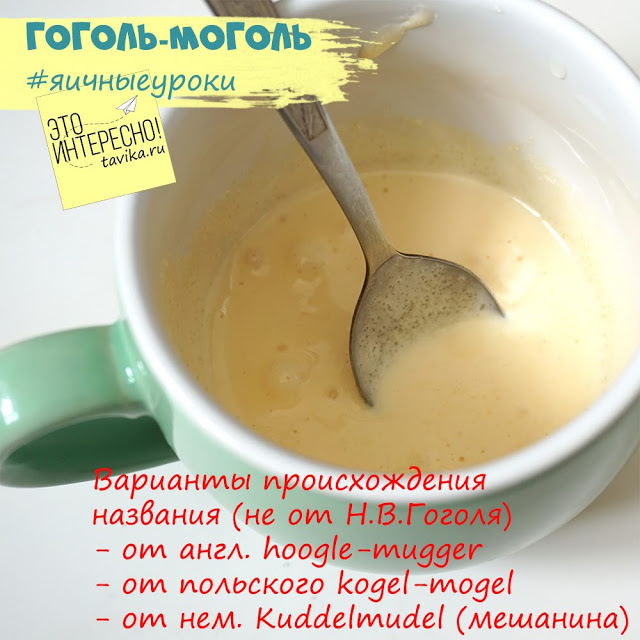 ГОГОЛЬ-МОГОЛЬ
#яичныеуроки
ЭТО
ИНТЕРЕСНО!
tavika.ru
Варианты происхождения
названия (не от Н.В.Гоголя)
- от англ. hoogle-mugger
- от польского kogel-mogel
- от нем. Kuddelmudel (мешанина)